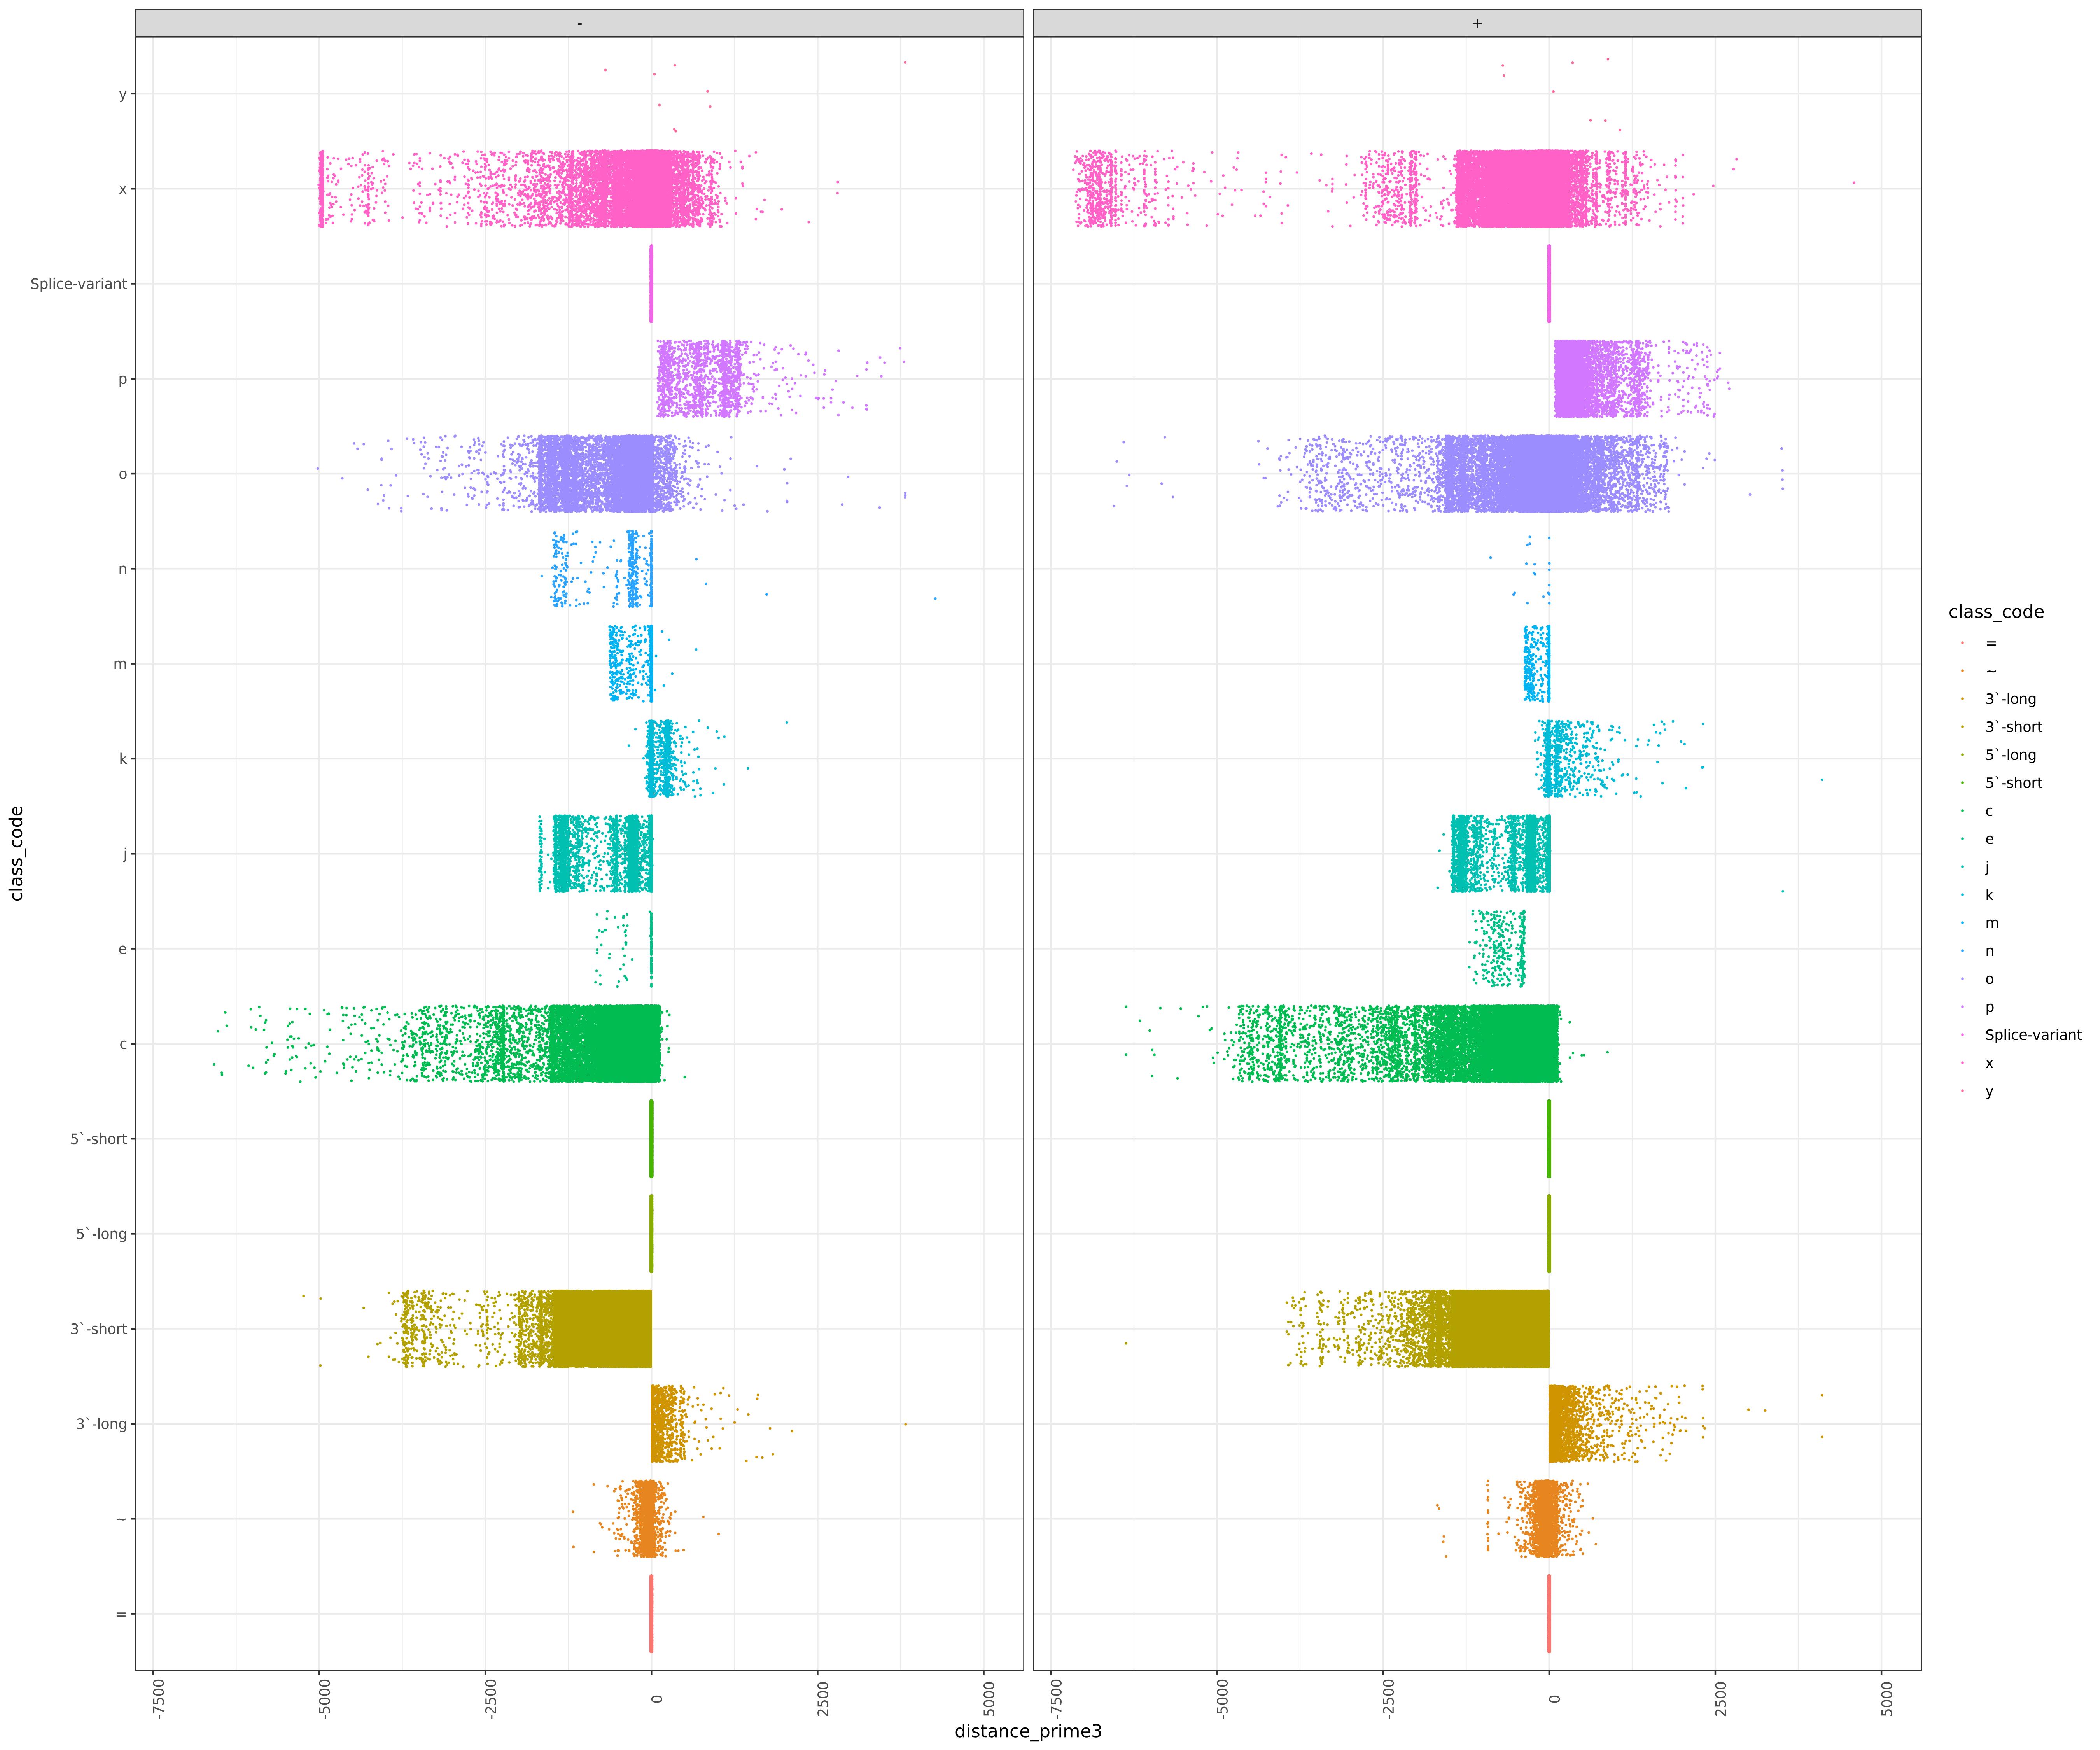 -
+
y
x
Splice-variant
p
o
n
m
k
j
e
c
5`-short
5`-long
3`-short
3`-long
~
=
class_code
-7500
-5000
-2500
0
2500
5000
-7500
-5000
-2500
0
2500
5000
distance_prime3
class_code
=
~
3`-long
3`-short
5`-long
5`-short
c
e
j
k
m
n
o
p
Splice-variant
x
y